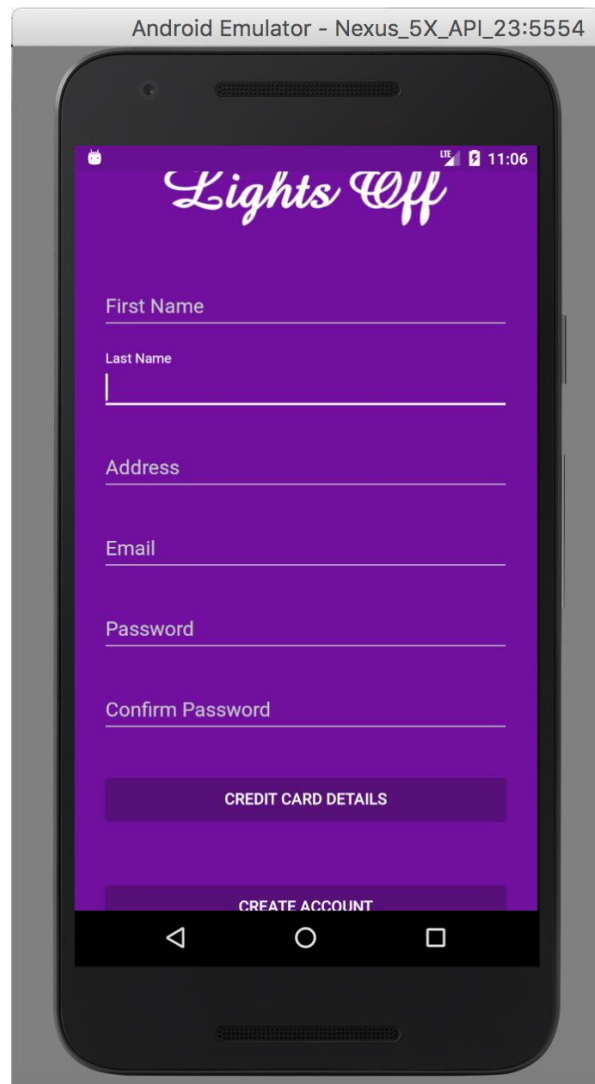 Android Emulator - Nexus_5X_API_23:5554
LTE 11:06
Lights Off
First Name
Last Name
Address
Email
Password
Confirm Password
CREDIT CARD DETAILS
CREATE ACCOUNT